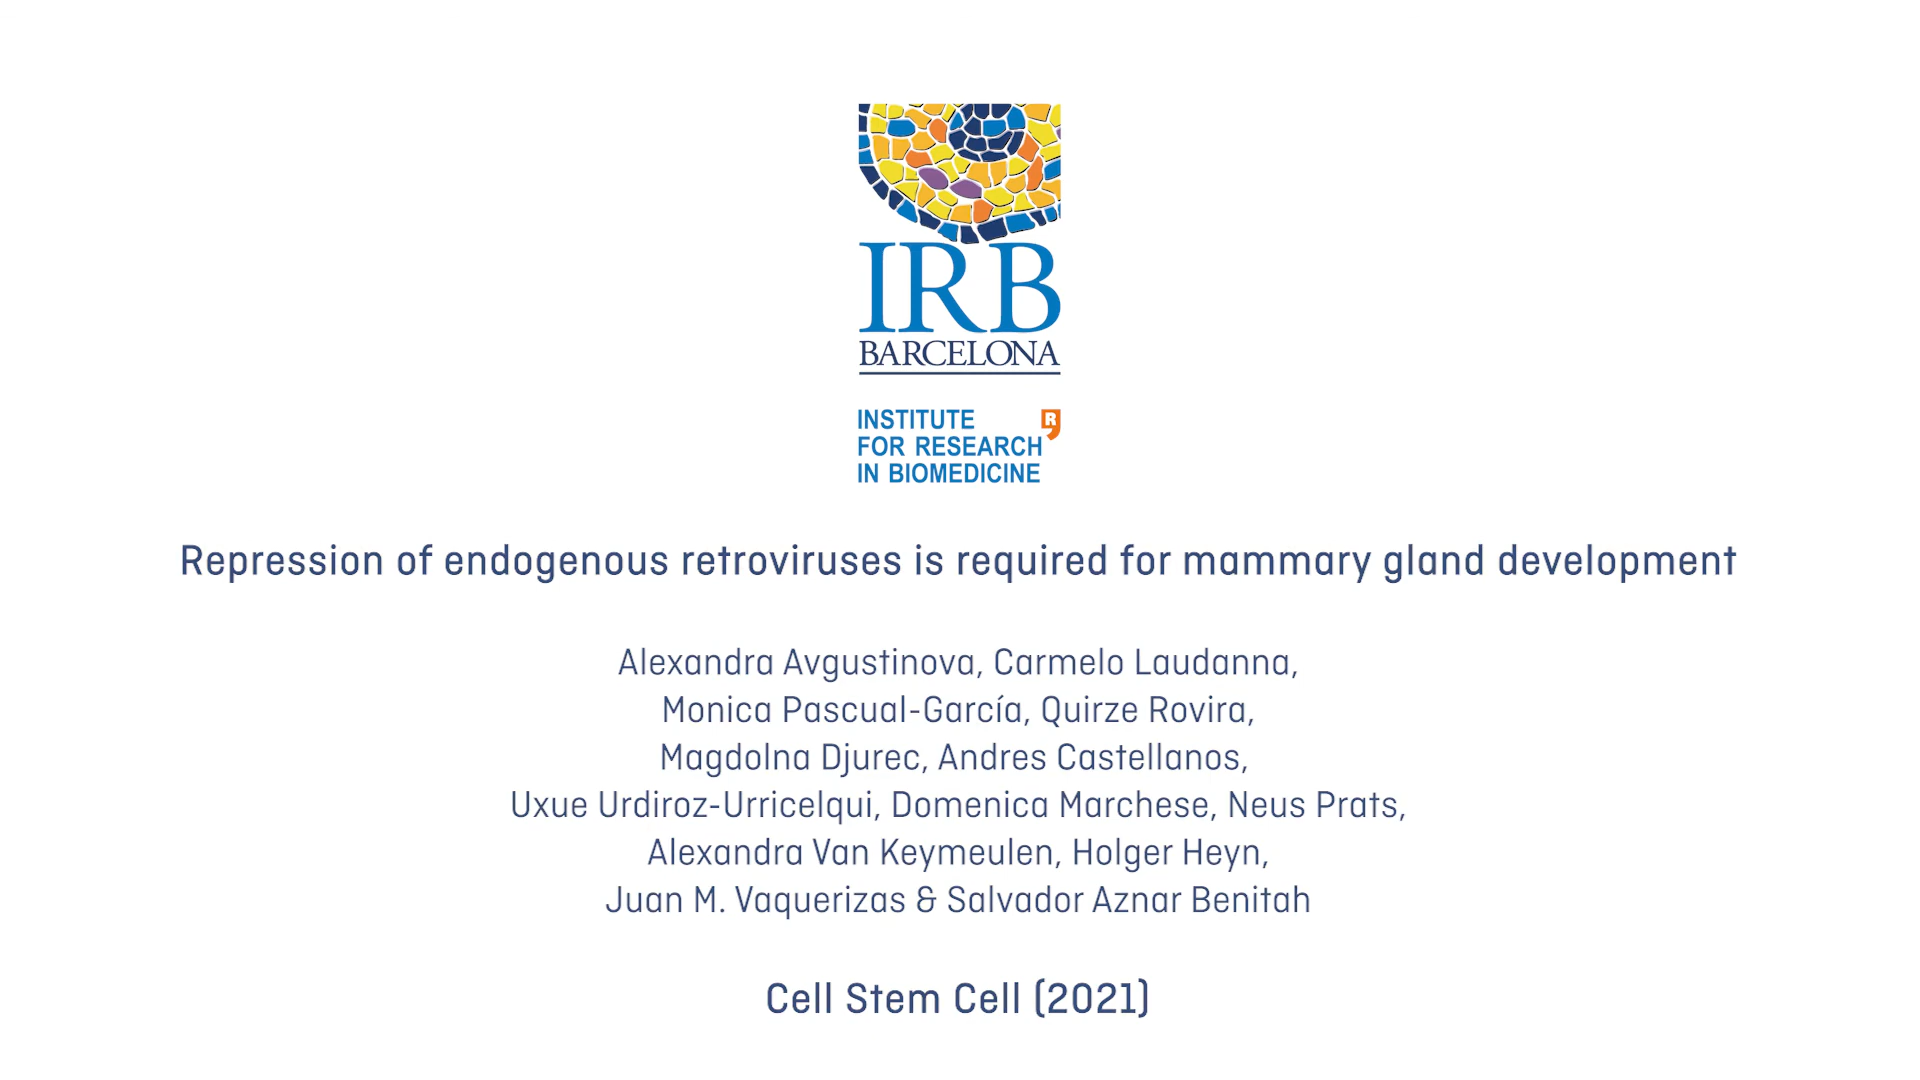 IRB
BARCELONA
INSTITUTE
FOR RESEARCH
IN BIOMEDICINE
R
Repression of endogenous retroviruses is required for mammary gland development
Alexandra Avgustinova, Carmelo Laudanna,
Monica Pascual-García, Quirze Rovira,
Magdolna Djurec, Andres Castellanos,
Uxue Urdiroz-Urricelqui, Domenica Marchese, Neus Prats,
Alexandra Van Keymeulen, Holger Heyn,
Juan M. Vaquerizas & Salvador Aznar Benitah
Cell Stem Cell (2021)